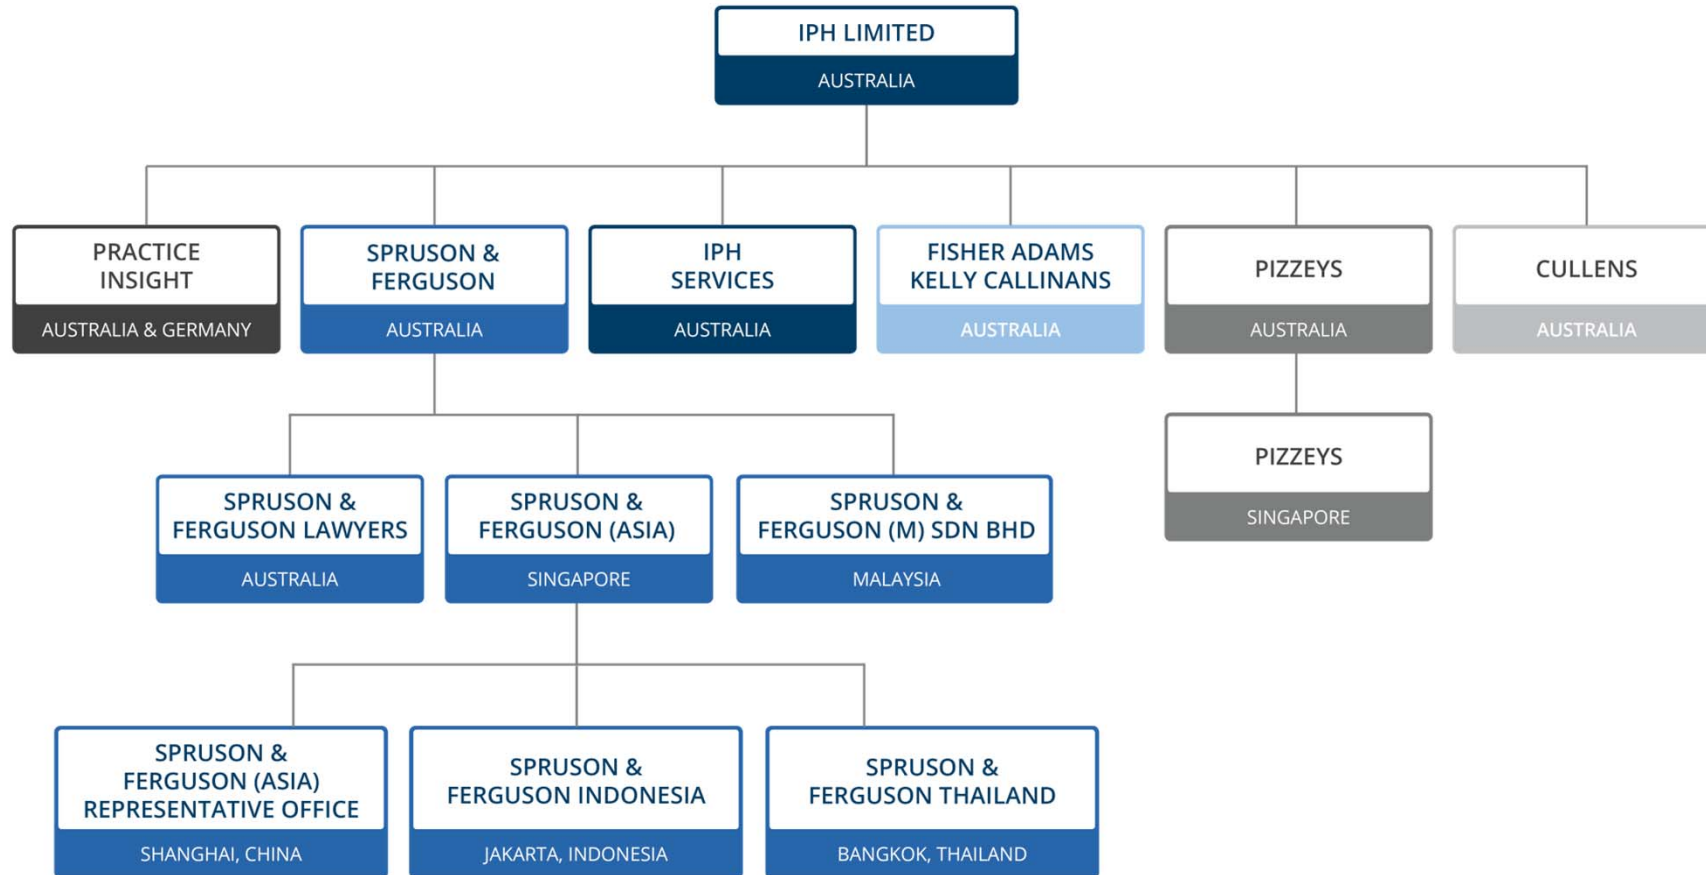 IPH LIMITED
AUSTRALIA
PRACTICE
INSIGHT
AUSTRALIA & GERMANY
SPRUSON &
FERGUSON
AUSTRALIA
IPH
SERVICES
AUSTRALIA
FISHER ADAMS
KELLY CALLINANS
AUSTRALIA
PIZZEYS
AUSTRALIA
CULLENS
AUSTRALIA
SPRUSON &
FERGUSON LAWYERS
AUSTRALIA
SPRUSON &
FERGUSON (ASIA)
SINGAPORE
SPRUSON &
FERGUSON (M) SDN BHD
MALAYSIA
PIZZEYS
SINGAPORE
SPRUSON &
FERGUSON (ASIA)
REPRESENTATIVE OFFICE
SHANGHAI, CHINA
SPRUSON &
FERGUSON INDONESIA
JAKARTA, INDONESIA
SPRUSON &
FERGUSON THAILAND
BANGKOK, THAILAND